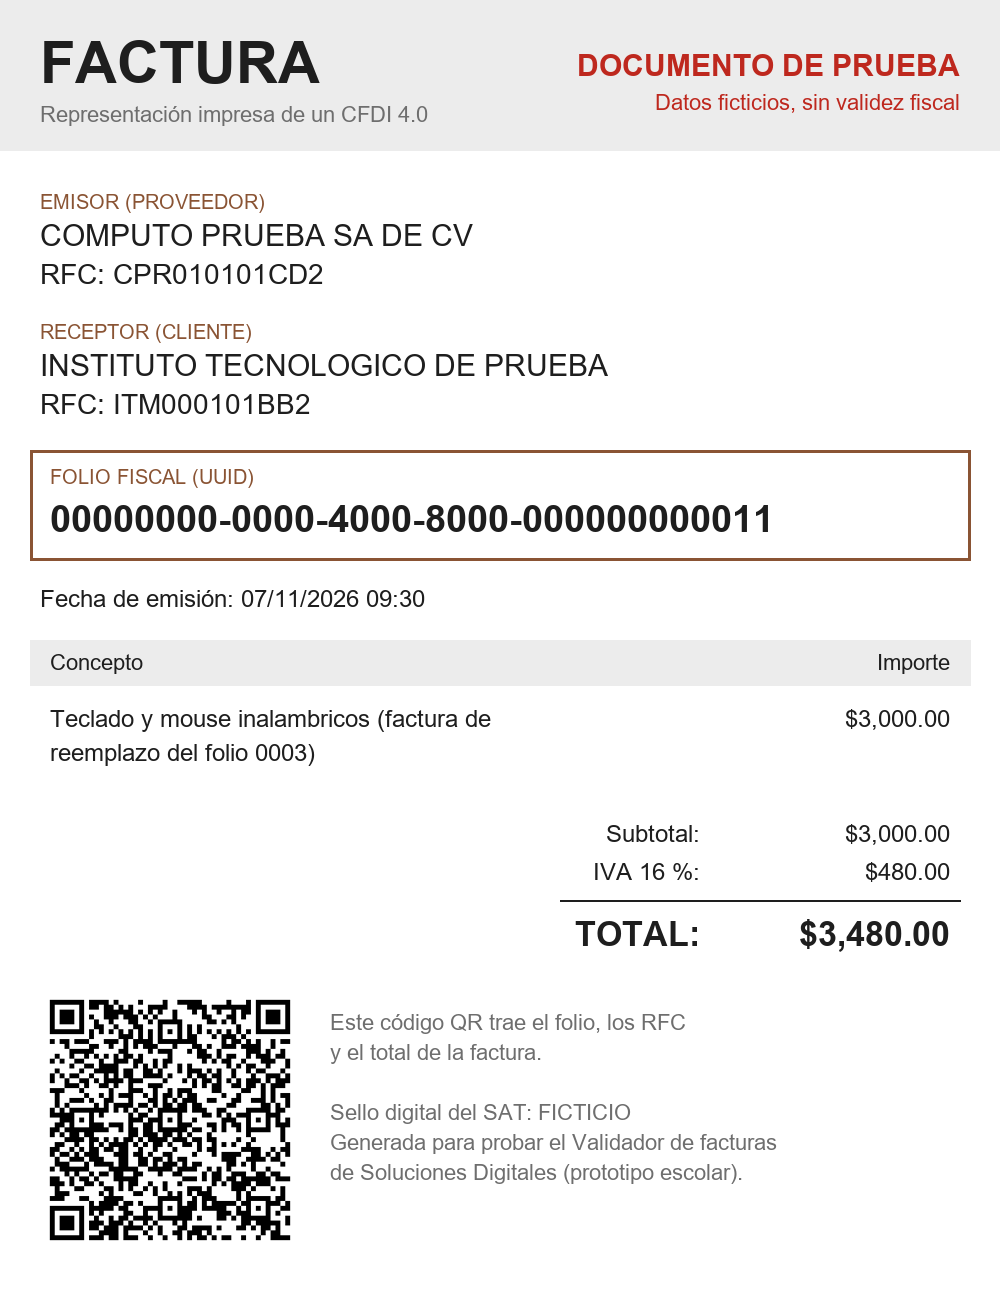 FACTURA
Representación impresa de un CFDI 4.0
DOCUMENTO DE PRUEBA
Datos ficticios, sin validez fiscal
EMISOR (PROVEEDOR)
COMPUTO PRUEBA SA DE CV
RFC: CPR010101CD2
RECEPTOR (CLIENTE)
INSTITUTO TECNOLOGICO DE PRUEBA
RFC: ITM000101BB2
FOLIO FISCAL (UUID)
00000000-0000-4000-8000-000000000011
Fecha de emisión: 07/11/2026 09:30
Concepto Importe
Teclado y mouse inalambricos (factura de $3,000.00
reemplazo del folio 0003)
Subtotal: $3,000.00
IVA 16 %: $480.00
TOTAL: $3,480.00
Este código QR trae el folio, los RFC
y el total de la factura.
Sello digital del SAT: FICTICIO
Generada para probar el Validador de facturas
de Soluciones Digitales (prototipo escolar).